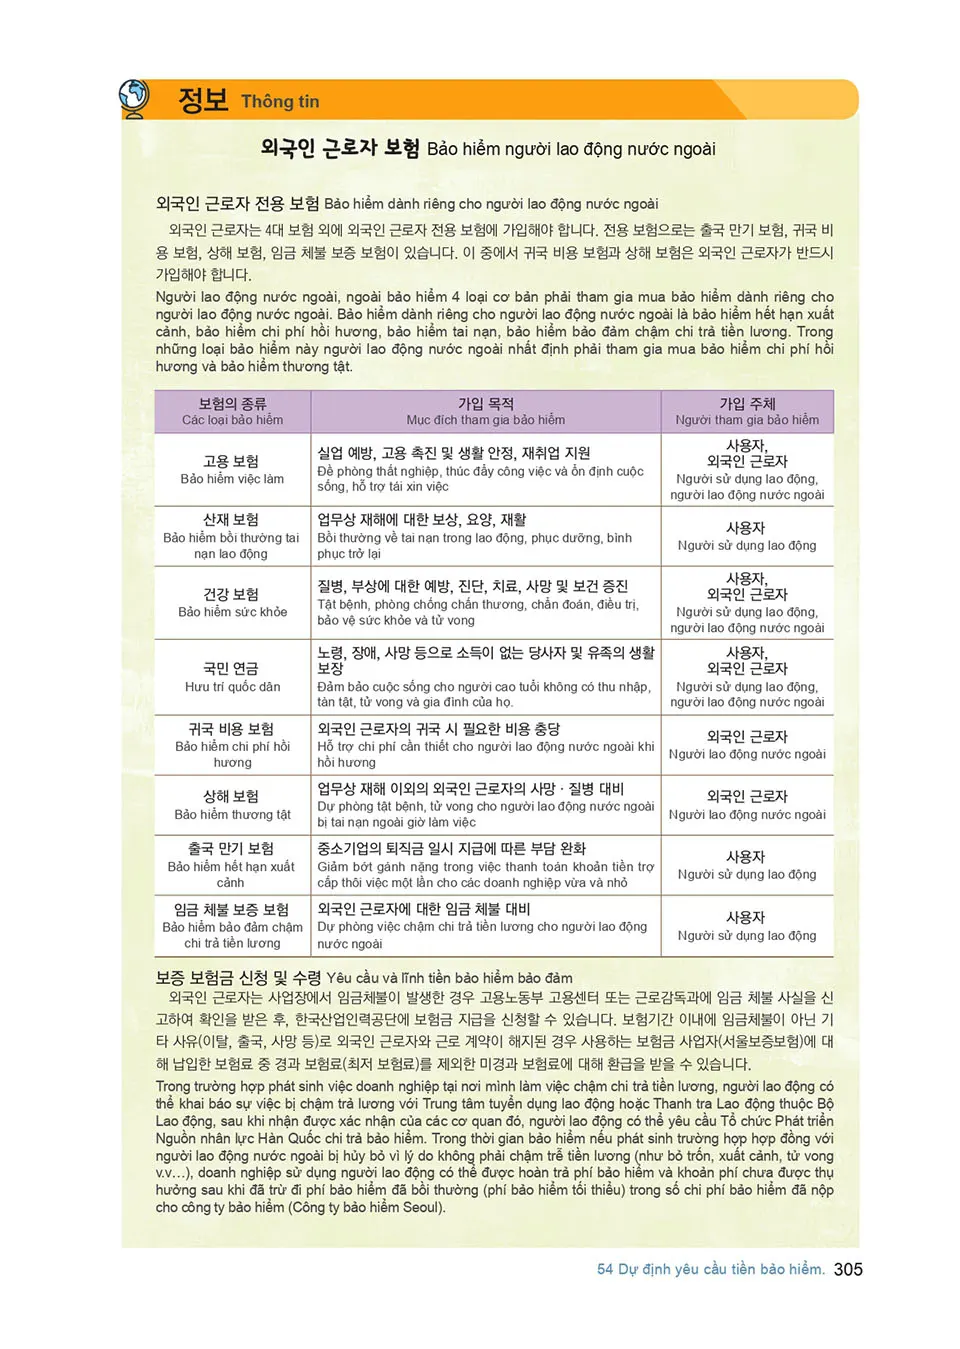 정보 Thông tin
외국인 근로자 보험 Bảo hiểm người lao động nước ngoài
외국인 근로자 전용 보험 Bảo hiểm dành riêng cho người lao động nước ngoài
외국인 근로자는 4대 보험 외에 외국인 근로자 전용 보험에 가입해야 합니다. 전용 보험으로는 출국 만기 보험, 귀국 비
용 보험, 상해 보험, 임금 체불 보증 보험이 있습니다. 이 중에서 귀국 비용 보험과 상해 보험은 외국인 근로자가 반드시
가입해야 합니다.
Người lao động nước ngoài, ngoài bảo hiểm 4 loại cơ bản phải tham gia mua bảo hiểm dành riêng cho
người lao động nước ngoài. Bảo hiểm dành riêng cho người lao động nước ngoài là bảo hiểm hết hạn xuất
cảnh, bảo hiểm chi phí hồi hương, bảo hiểm tai nạn, bảo hiểm bảo đảm chậm chi trả tiền lương. Trong
những loại bảo hiểm này người lao động nước ngoài nhất định phải tham gia mua bảo hiểm chi phí hồi
hương và bảo hiểm thương tật.
보험의 종류
Các loại bảo hiểm
가입 목적
Mục đích tham gia bảo hiểm
가입 주체
Người tham gia bảo hiểm
고용 보험
Bảo hiểm việc làm
실업 예방, 고용 촉진 및 생활 안정, 재취업 지원
Đề phòng thất nghiệp, thúc đẩy công việc và ổn định cuộc
sống, hỗ trợ tái xin việc
사용자,
외국인 근로자
Người sử dụng lao động,
người lao động nước ngoài
산재 보험
Bảo hiểm bồi thường tai
nạn lao động
업무상 재해에 대한 보상, 요양, 재활
Bồi thường về tai nạn trong lao động, phục dưỡng, bình
phục trở lại
사용자
Người sử dụng lao động
건강 보험
Bảo hiểm sức khỏe
질병, 부상에 대한 예방, 진단, 치료, 사망 및 보건 증진
Tật bệnh, phòng chống chấn thương, chẩn đoán, điều trị,
bảo vệ sức khỏe và tử vong
사용자,
외국인 근로자
Người sử dụng lao động,
người lao động nước ngoài
국민 연금
Hưu trí quốc dân
노령, 장애, 사망 등으로 소득이 없는 당사자 및 유족의 생활
보장
Đảm bảo cuộc sống cho người cao tuổi không có thu nhập,
tàn tật, tử vong và gia đình của họ.
사용자,
외국인 근로자
Người sử dụng lao động,
người lao động nước ngoài
귀국 비용 보험
Bảo hiểm chi phí hồi
hương
외국인 근로자의 귀국 시 필요한 비용 충당
Hỗ trợ chi phí cần thiết cho người lao động nước ngoài khi
hồi hương
외국인 근로자
Người lao động nước ngoài
상해 보험
Bảo hiểm thương tật
업무상 재해 이외의 외국인 근로자의 사망 · 질병 대비
Dự phòng tật bệnh, tử vong cho người lao động nước ngoài
bị tai nạn ngoài giờ làm việc
외국인 근로자
Người lao động nước ngoài
출국 만기 보험
Bảo hiểm hết hạn xuất
cảnh
중소기업의 퇴직금 일시 지급에 따른 부담 완화
Giảm bớt gánh nặng trong việc thanh toán khoản tiền trợ
cấp thôi việc một lần cho các doanh nghiệp vừa và nhỏ
사용자
Người sử dụng lao động
임금 체불 보증 보험
Bảo hiểm bảo đảm chậm
chi trả tiền lương
외국인 근로자에 대한 임금 체불 대비
Dự phòng việc chậm chi trả tiền lương cho người lao động
nước ngoài
사용자
Người sử dụng lao động
보증 보험금 신청 및 수령 Yêu cầu và lĩnh tiền bảo hiểm bảo đảm
외국인 근로자는 사업장에서 임금체불이 발생한 경우 고용노동부 고용센터 또는 근로감독과에 임금 체불 사실을 신
고하여 확인을 받은 후, 한국산업인력공단에 보험금 지급을 신청할 수 있습니다. 보험기간 이내에 임금체불이 아닌 기
타 사유(이탈, 출국, 사망 등)로 외국인 근로자와 근로 계약이 해지된 경우 사용하는 보험금 사업자(서울보증보험)에 대
해 납입한 보험료 중 경과 보험료(최저 보험료)를 제외한 미경과 보험료에 대해 환급을 받을 수 있습니다.
Trong trường hợp phát sinh việc doanh nghiệp tại nơi mình làm việc chậm chi trả tiền lương, người lao động có
thể khai báo sự việc bị chậm trả lương với Trung tâm tuyển dụng lao động hoặc Thanh tra Lao động thuộc Bộ
Lao động, sau khi nhận được xác nhận của các cơ quan đó, người lao động có thể yêu cầu Tổ chức Phát triển
Nguồn nhân lực Hàn Quốc chi trả bảo hiểm. Trong thời gian bảo hiểm nếu phát sinh trường hợp hợp đồng với
người lao động nước ngoài bị hủy bỏ vì lý do không phải chậm trễ tiền lương (như bỏ trốn, xuất cảnh, tử vong
v.v…), doanh nghiệp sử dụng người lao động có thể được hoàn trả phí bảo hiểm và khoản phí chưa được thụ
hưởng sau khi đã trừ đi phí bảo hiểm đã bồi thường (phí bảo hiểm tối thiểu) trong số chi phí bảo hiểm đã nộp
cho công ty bảo hiểm (Công ty bảo hiểm Seoul).
54 Dự định yêu cầu tiền bảo hiểm. 305